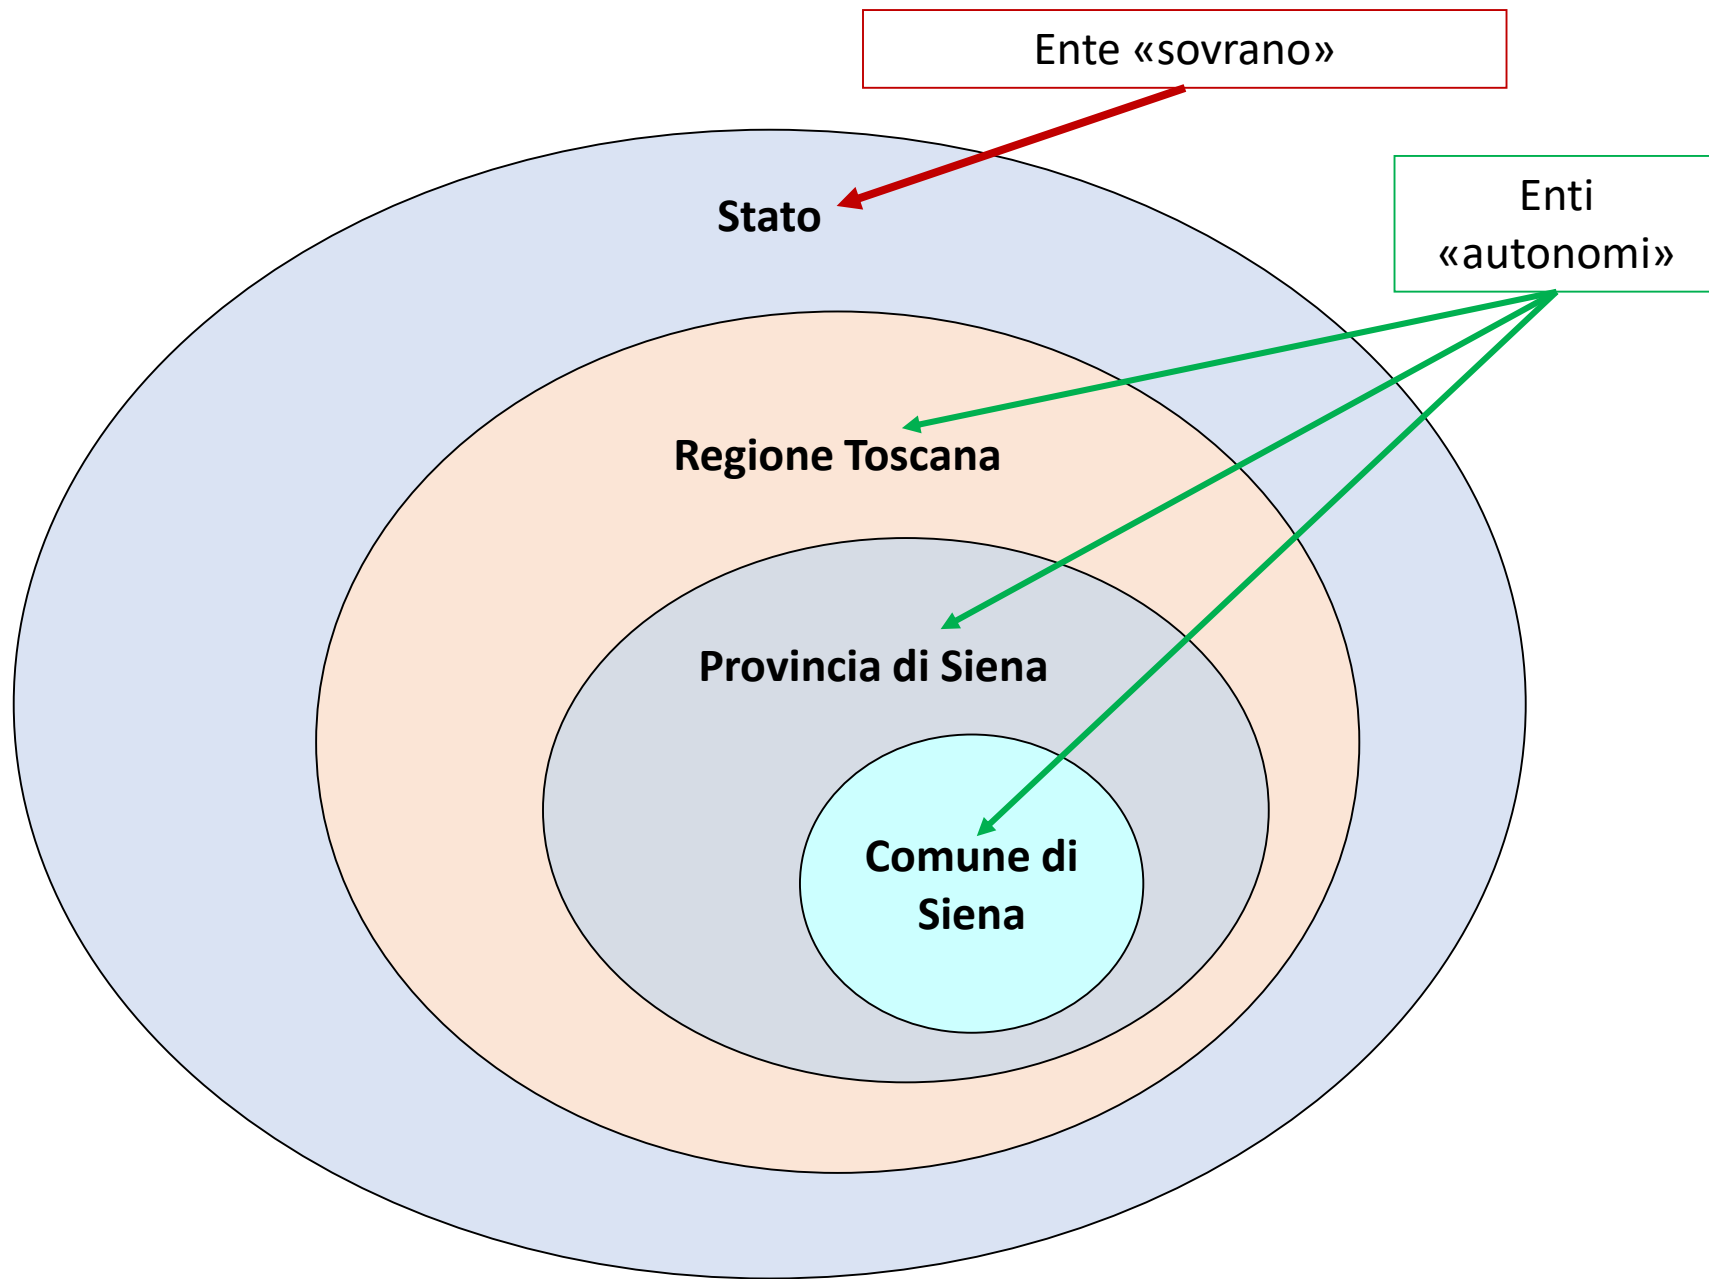 Ente «sovrano»
Enti
«autonomi»
Stato
Regione Toscana
Provincia di Siena
Comune di
Siena